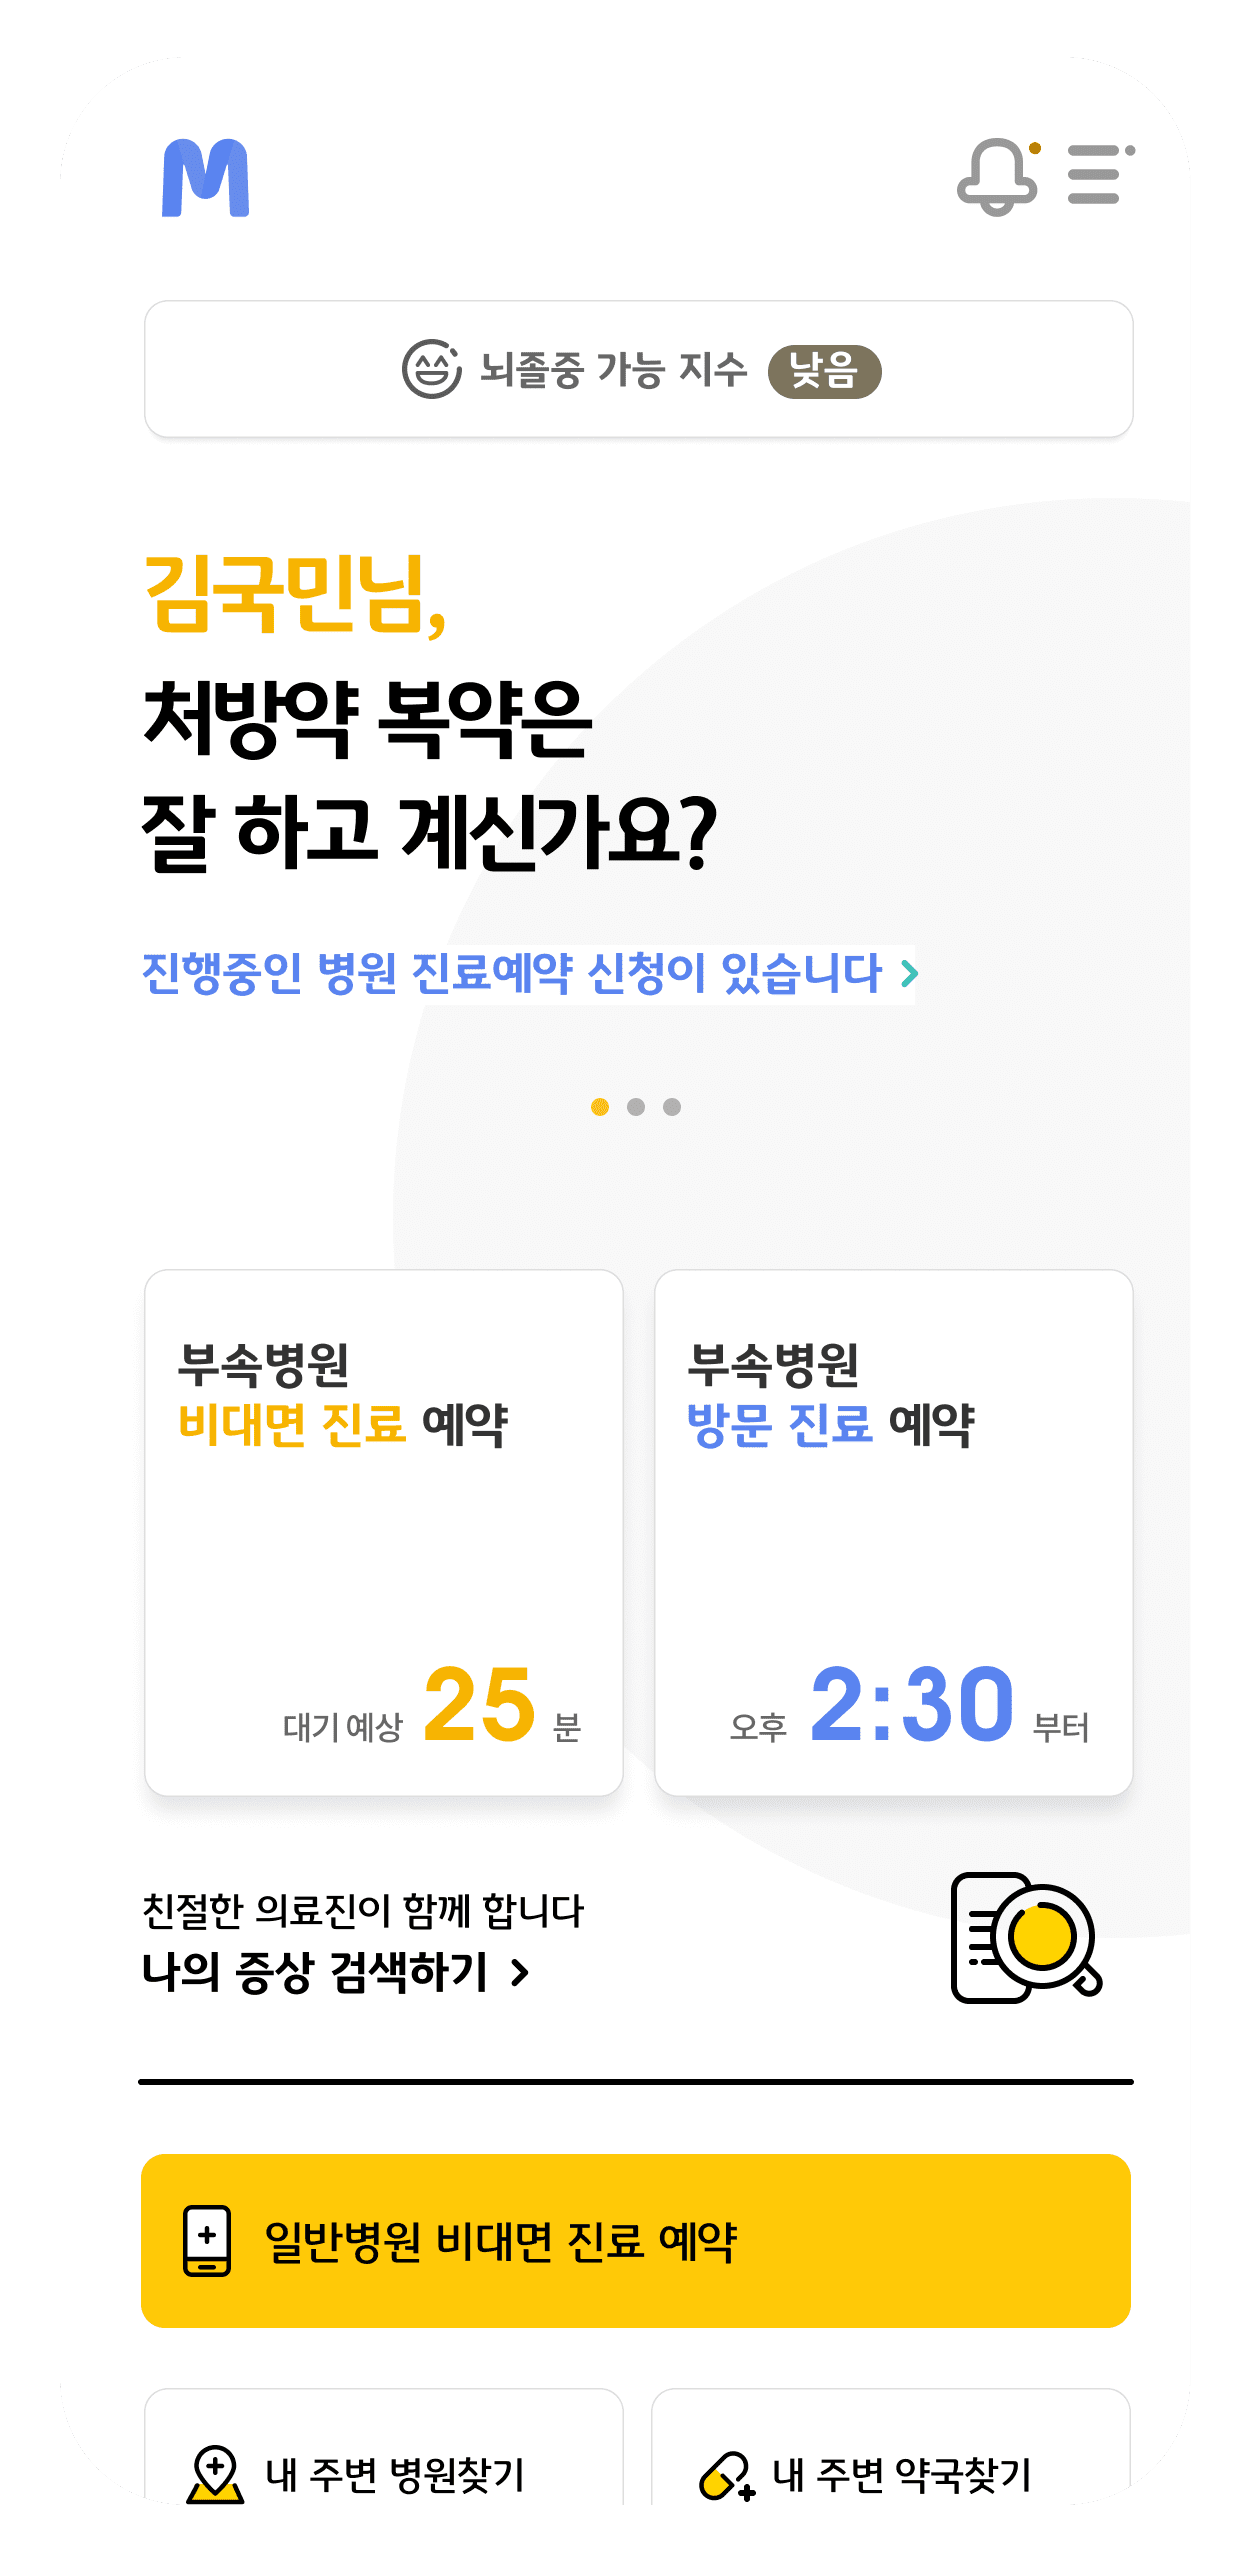 M
뇌졸중 가능 지수 낮음
김국민님,
처방약 복약은
잘 하고 계신가요?
진행중인 병원 진료예약 신청이 있습니다
부속병원
비대면 진료 예약
대기 예상 25 분
부속병원
방문 진료 예약
오후 2:30 부터
친절한 의료진이 함께 합니다
나의 증상 검색하기
일반병원 비대면 진료 예약
내 주변 병원찾기
내 주변 약국찾기